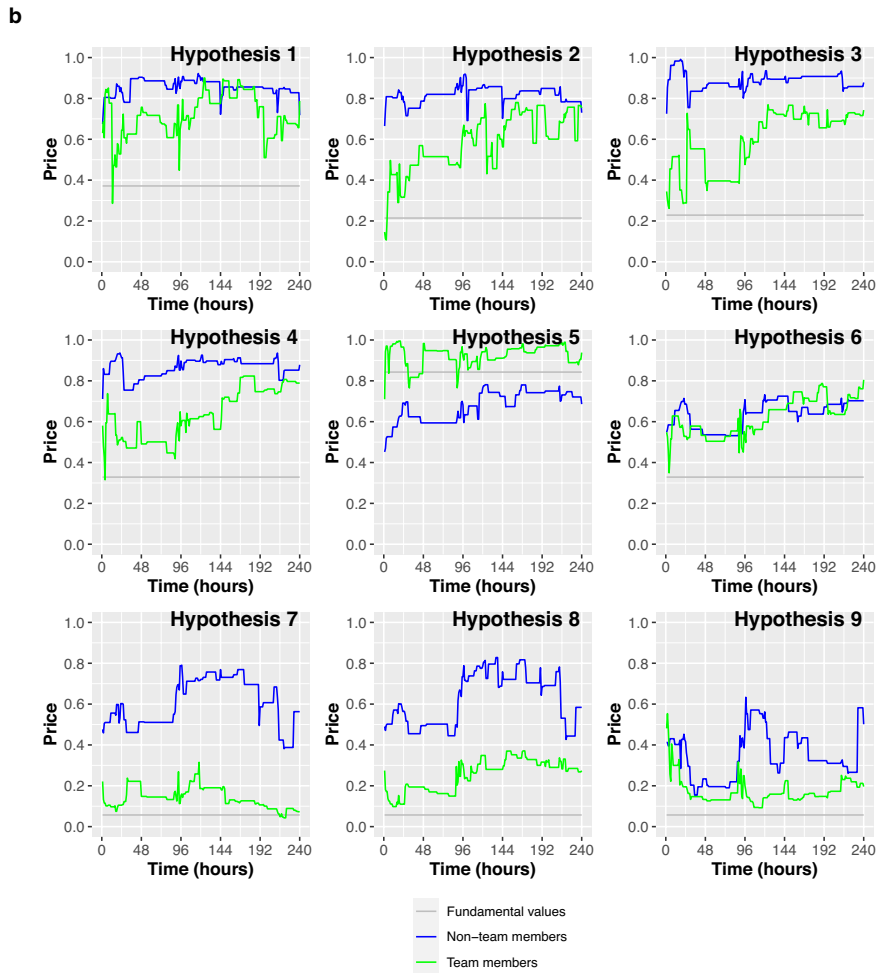 b
Hypothesis 1
Hypothesis 2
Hypothesis 3
Price
1.0
0.8
0.6
0.4
0.2
0.0
0 48 96 144 192 240
Time (hours)
Price
1.0
0.8
0.6
0.4
0.2
0.0
0 48 96 144 192 240
Time (hours)
Price
1.0
0.8
0.6
0.4
0.2
0.0
0 48 96 144 192 240
Time (hours)
Hypothesis 4
Hypothesis 5
Hypothesis 6
Price
1.0
0.8
0.6
0.4
0.2
0.0
0 48 96 144 192 240
Time (hours)
Price
1.0
0.8
0.6
0.4
0.2
0.0
0 48 96 144 192 240
Time (hours)
Price
1.0
0.8
0.6
0.4
0.2
0.0
0 48 96 144 192 240
Time (hours)
Hypothesis 7
Hypothesis 8
Hypothesis 9
Price
1.0
0.8
0.6
0.4
0.2
0.0
0 48 96 144 192 240
Time (hours)
Price
1.0
0.8
0.6
0.4
0.2
0.0
0 48 96 144 192 240
Time (hours)
Price
1.0
0.8
0.6
0.4
0.2
0.0
0 48 96 144 192 240
Time (hours)
Fundamental values
Non−team members
Team members